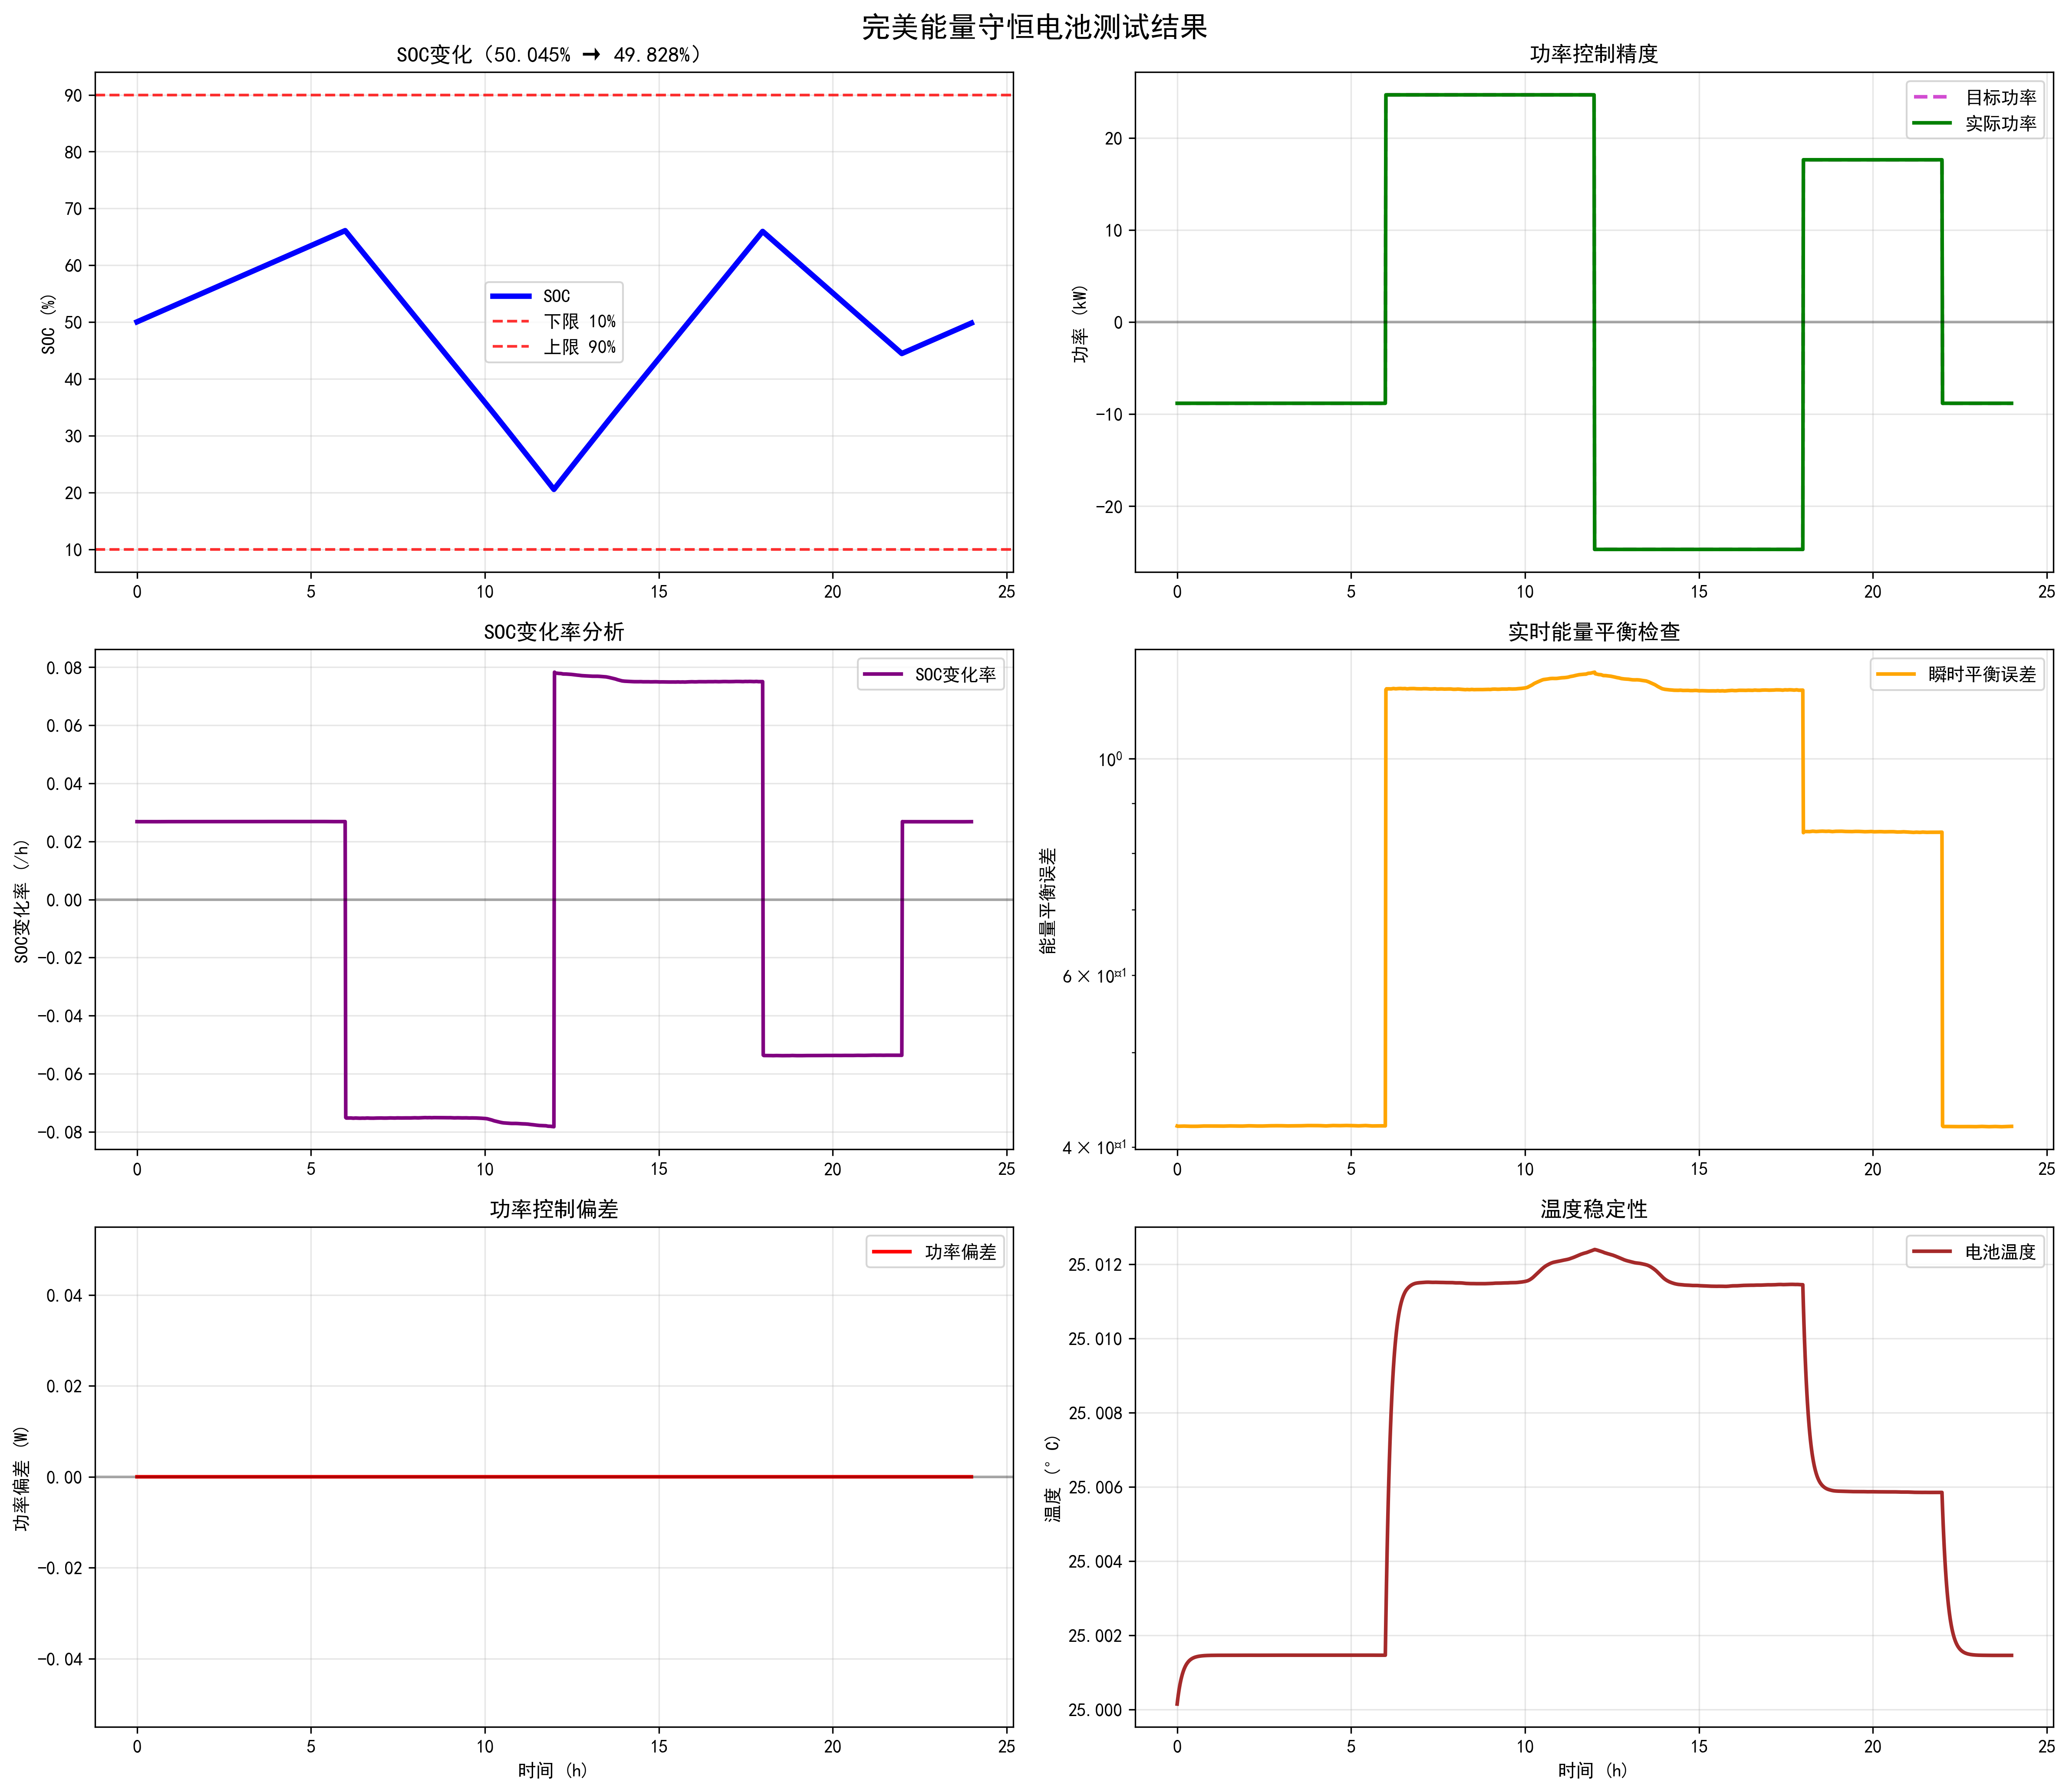 完美能量守恒电池测试结果
SOC变化 (50.045% → 49.828%)
90
80
70
60
50
40
30
20
10
SOC (%)
SOC
下限 10%
上限 90%
0 5 10 15 20 25
功率控制精度
20
10
0
−10
−20
功率 (kW)
目标功率
实际功率
0 5 10 15 20 25
SOC变化率分析
0.08
0.06
0.04
0.02
0.00
−0.02
−0.04
−0.06
−0.08
SOC变化率 (/h)
SOC变化率
0 5 10 15 20 25
实时能量平衡检查
10⁰
6 × 10¤¹
4 × 10¤¹
能量平衡误差
瞬时平衡误差
0 5 10 15 20 25
功率控制偏差
0.04
0.02
0.00
−0.02
−0.04
功率偏差 (W)
功率偏差
0 5 10 15 20 25
时间 (h)
温度稳定性
25.012
25.010
25.008
25.006
25.004
25.002
25.000
温度 (° C)
电池温度
0 5 10 15 20 25
时间 (h)